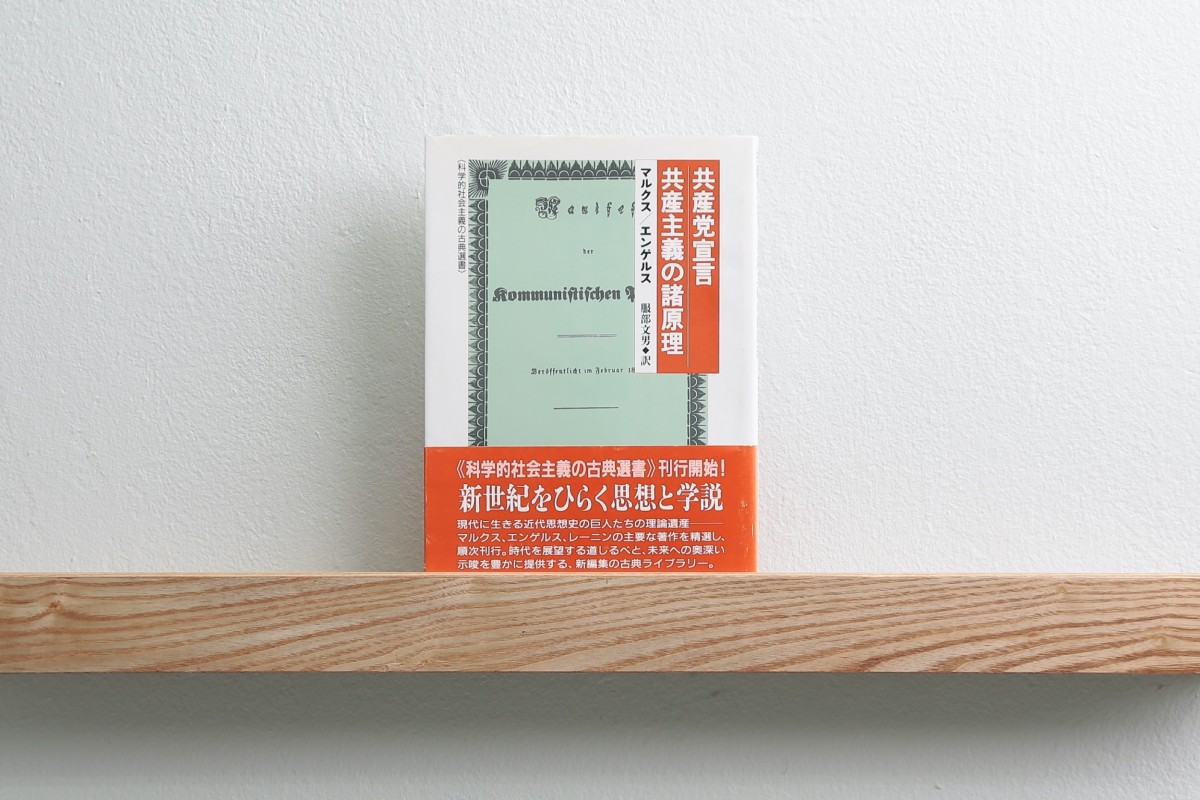 共産党宣言
共産主義の諸原理
マルクス/エンゲルス 服部文男◆訳
〈科学的社会主義の古典選書〉
Manifes
der
Kommunistischen P
Veröffentlicht im Februar 18
《科学的社会主義の古典選書》刊行開始!
新世紀をひらく思想と学説
現代に生きる近代思想史の巨人たちの理論遺産――
マルクス、エンゲルス、レーニンの主要な著作を精選し、
順次刊行。時代を展望する道しるべと、未来への奥深い
示唆を豊かに提供する、新編集の古典ライブラリー。